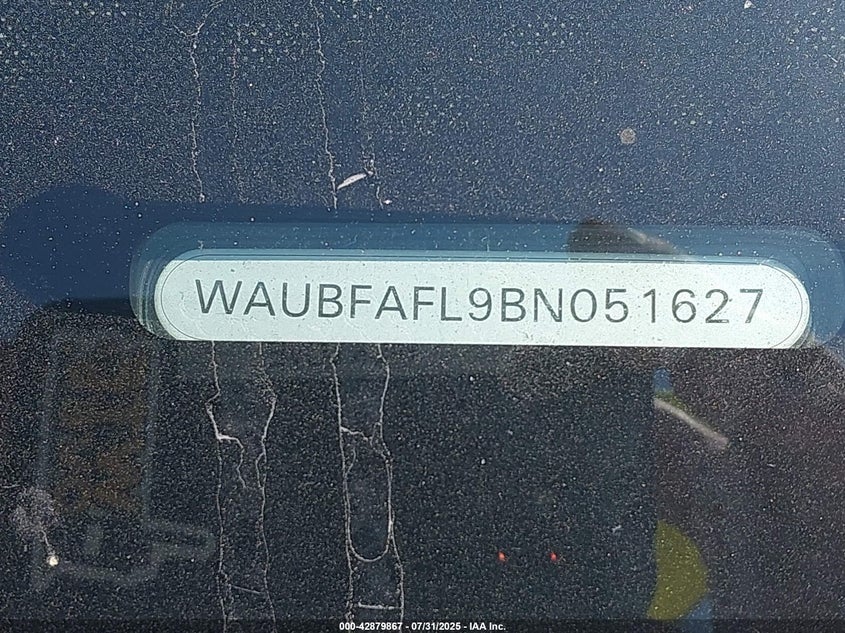 WAUBFAFL9BN051627
000-42879867 - 07/31/2025 - IAA Inc.